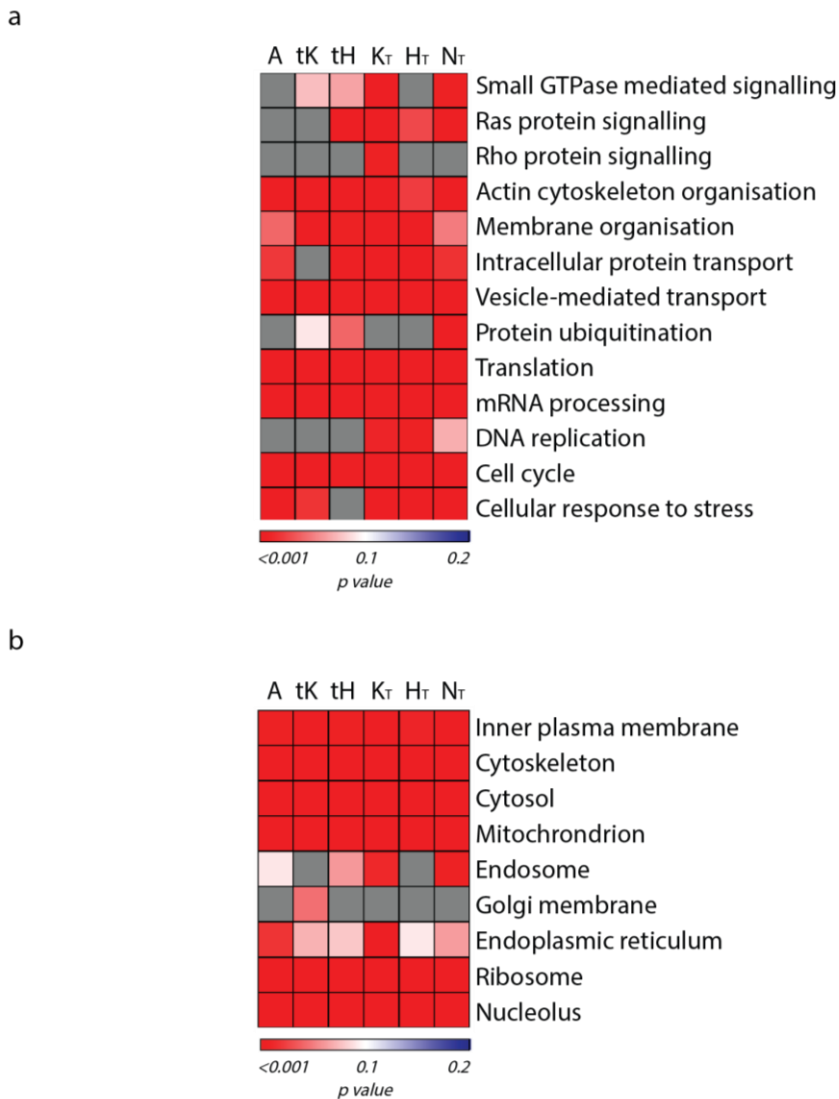 a
A tK tH KT HT NT
Small GTPase mediated signalling
Ras protein signalling
Rho protein signalling
Actin cytoskeleton organisation
Membrane organisation
Intracellular protein transport
Vesicle-mediated transport
Protein ubiquitination
Translation
mRNA processing
DNA replication
Cell cycle
Cellular response to stress
<0.001 0.1 0.2
p value
b
A tK tH KT HT NT
Inner plasma membrane
Cytoskeleton
Cytosol
Mitochrondrion
Endosome
Golgi membrane
Endoplasmic reticulum
Ribosome
Nucleolus
<0.001 0.1 0.2
p value